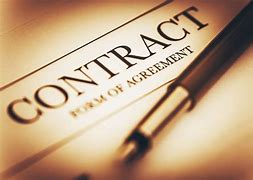 CONTRACT
FORM OF AGREEMENT